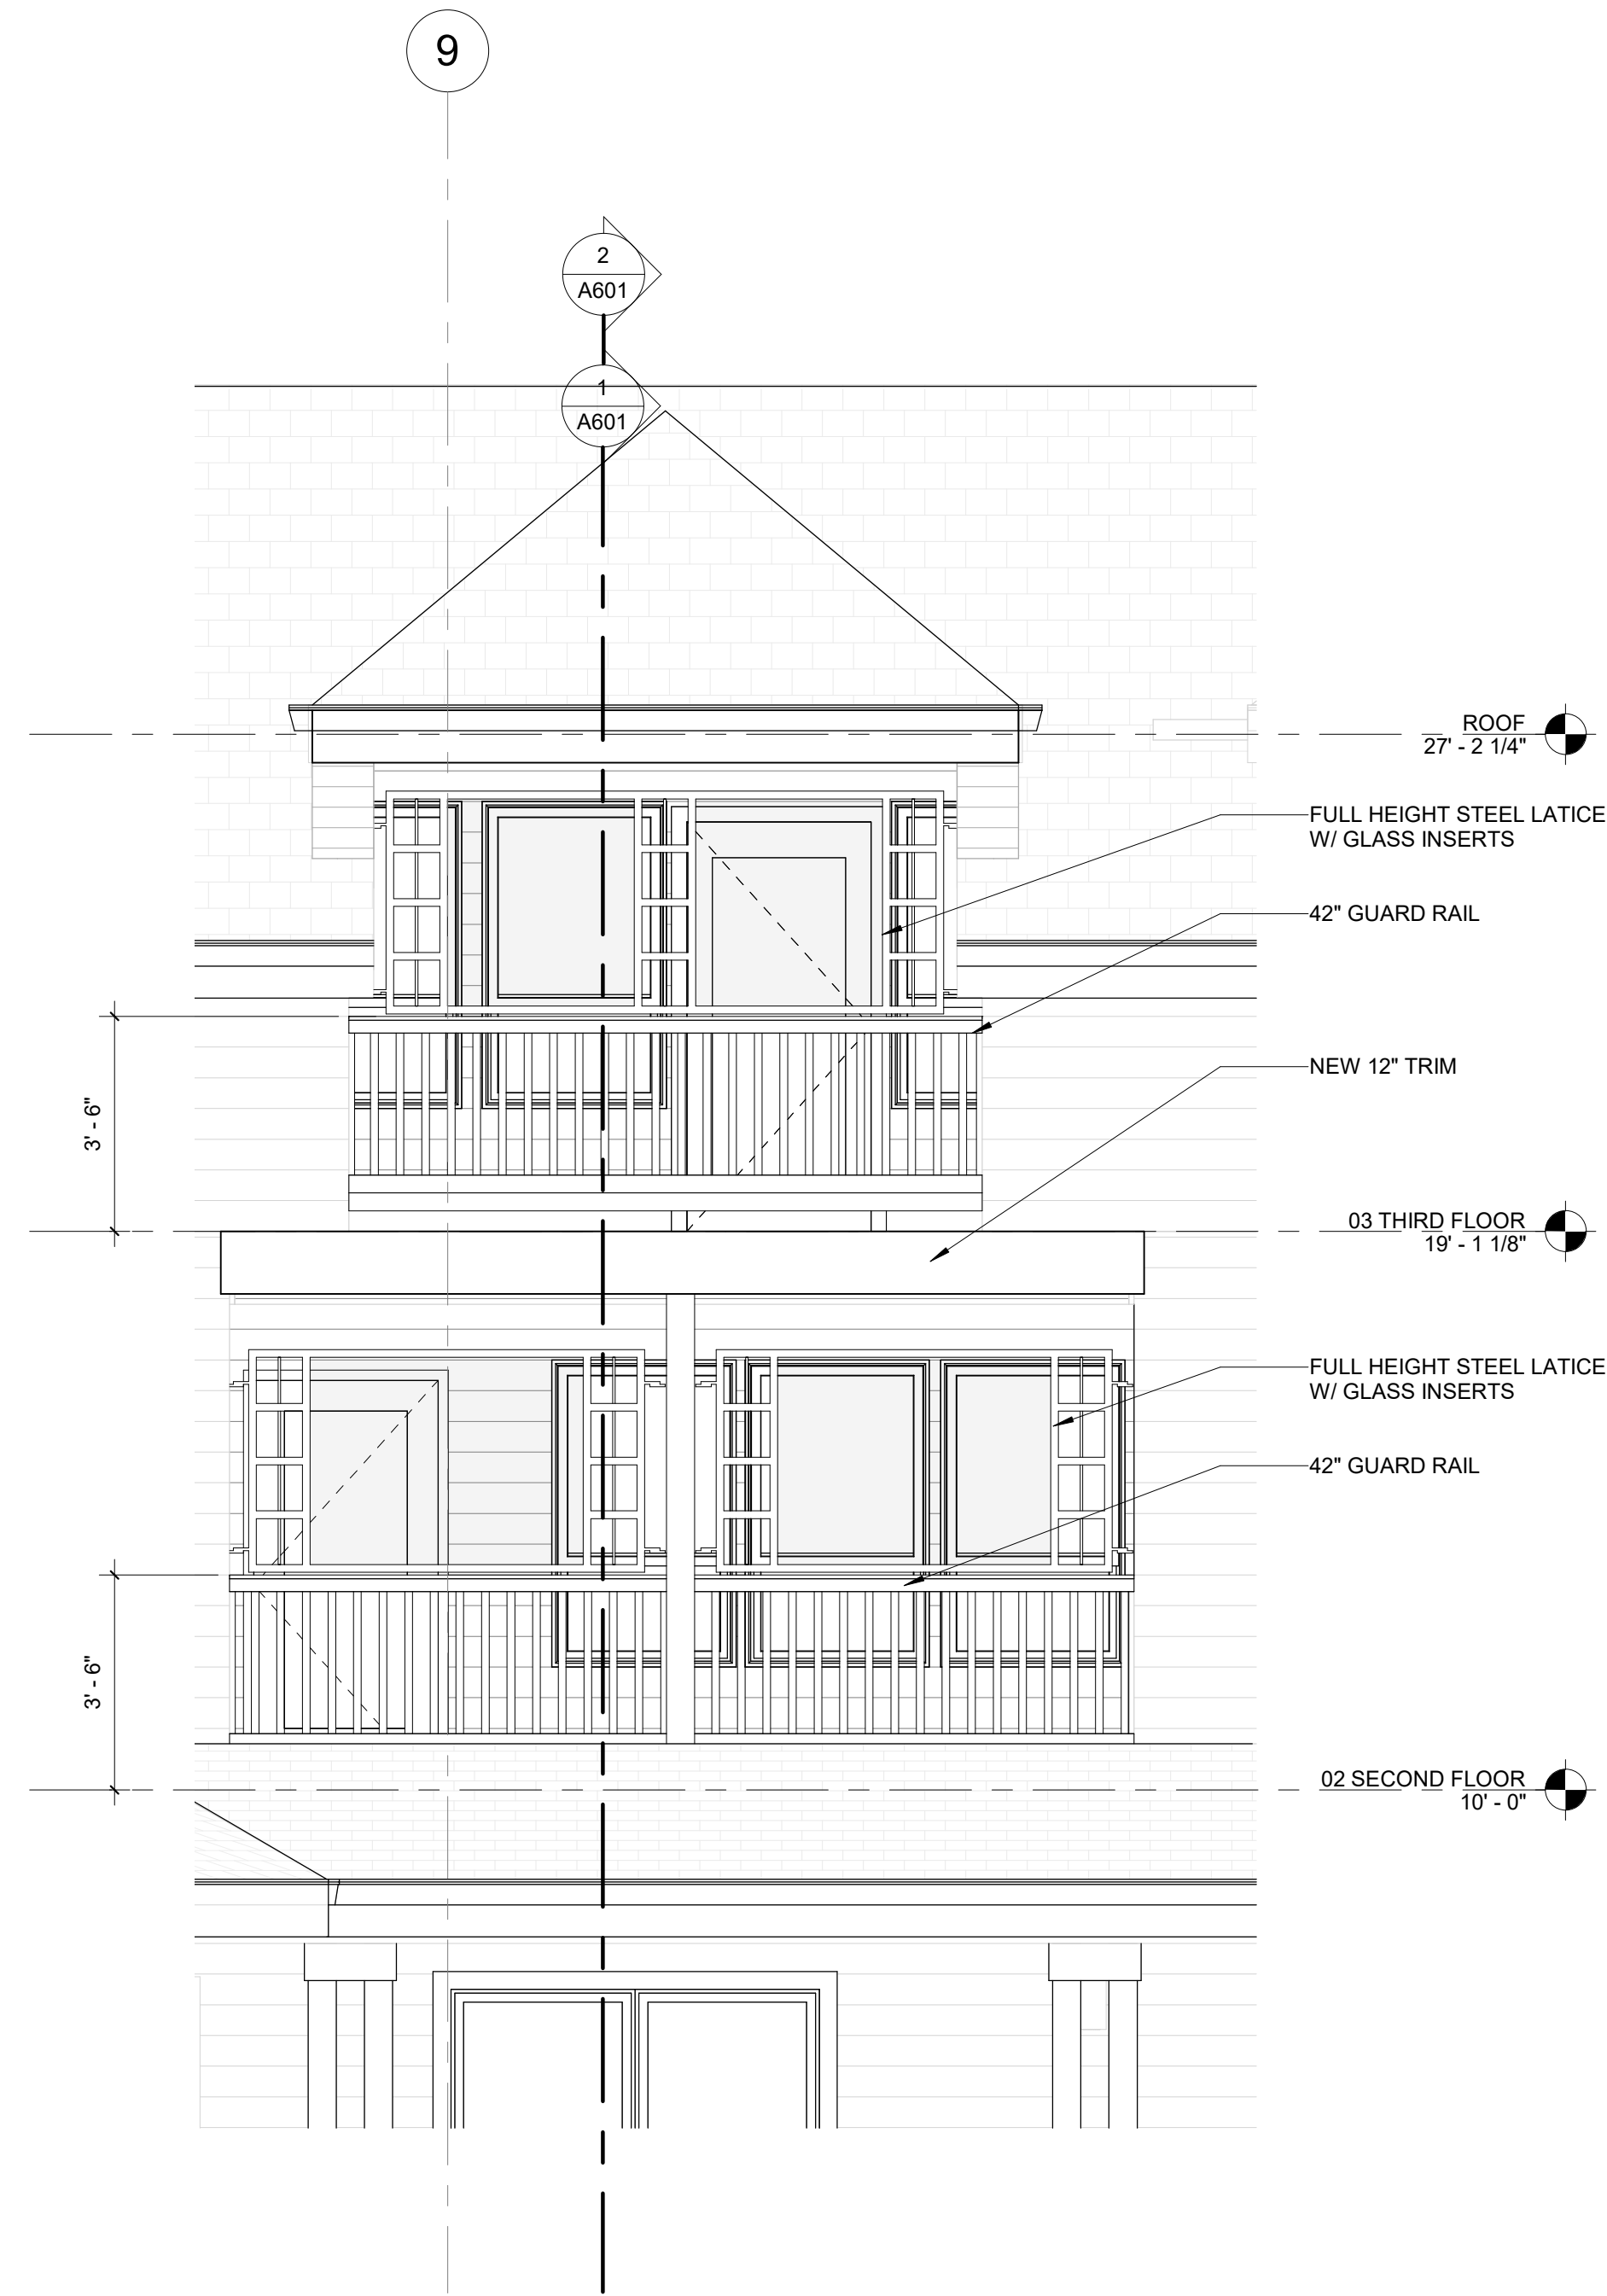 9
2
A601
1
A601
ROOF
27' - 2 1/4"
FULL HEIGHT STEEL LATICE
W/ GLASS INSERTS
42" GUARD RAIL
NEW 12" TRIM
3' - 6"
03 THIRD FLOOR
19' - 1 1/8"
FULL HEIGHT STEEL LATICE
W/ GLASS INSERTS
42" GUARD RAIL
3' - 6"
02 SECOND FLOOR
10' - 0"